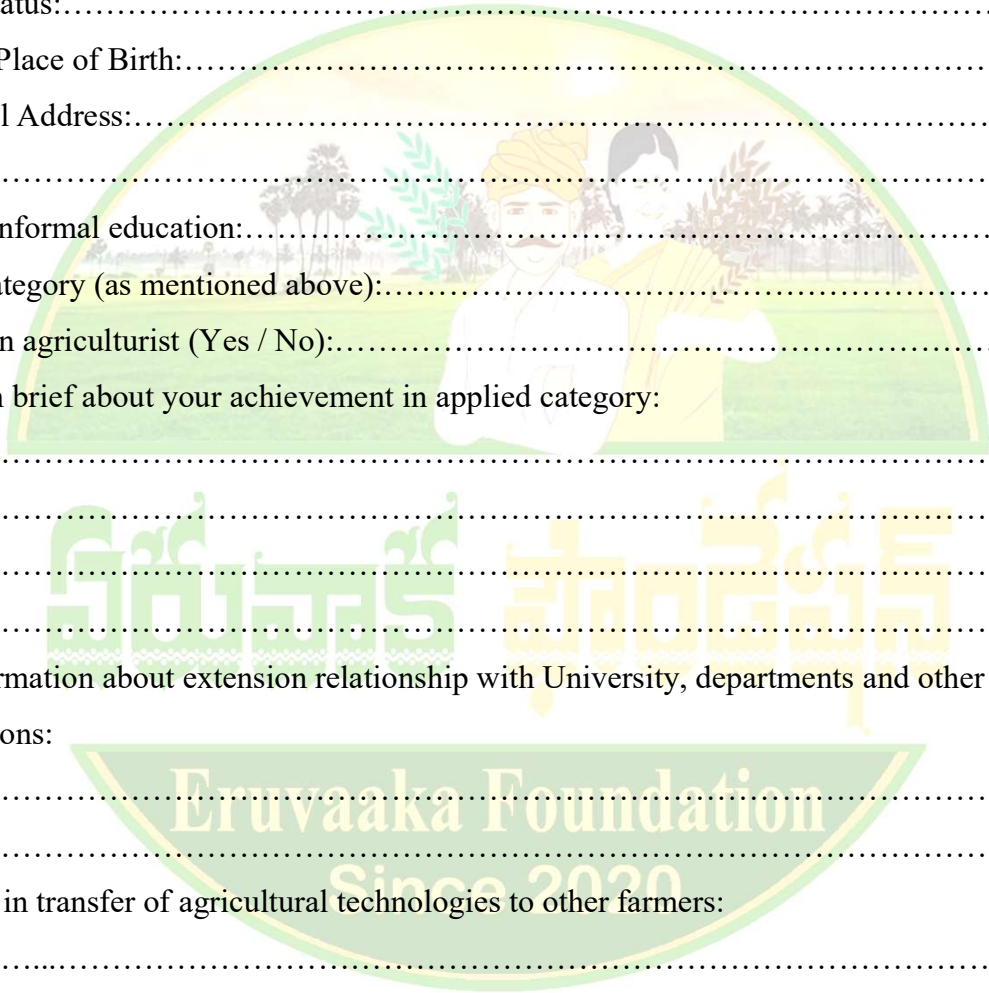 atus:……………………………………………………………………
Place of Birth:……………………………………………………………
l Address:…………………………………………………………………
……………………………………………………………………………
nformal education:………………………………………………………
ategory (as mentioned above):……………………………………………
n agriculturist (Yes / No):…………………………………………………
n brief about your achievement in applied category:
……………………………………………………………………………
……………………………………………………………………………
ఏరువాక ఫౌండేషన్
……………………………………………………………………………
……………………………………………………………………………
rmation about extension relationship with University, departments and other
ons:
……………………………………………………………………………
Eruvaaka Foundation
……………………………………………………………………………
Since 2020
in transfer of agricultural technologies to other farmers:
……...………………………………………………………………………